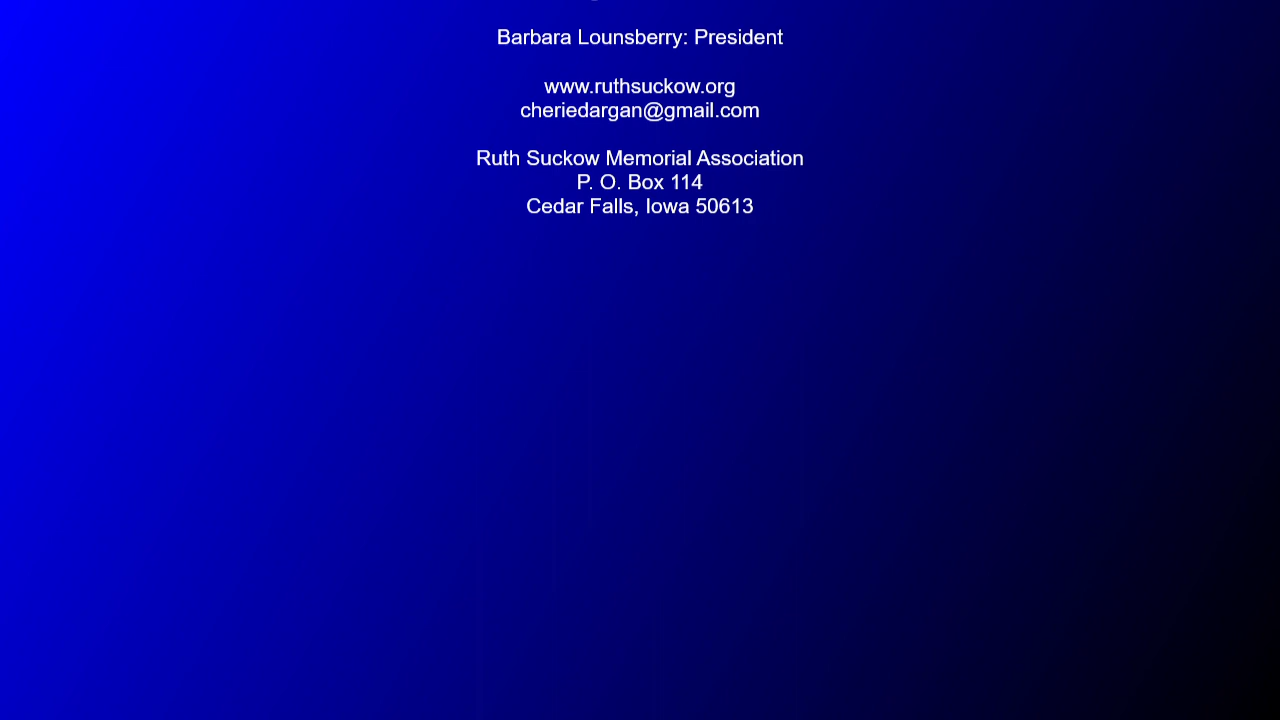 Barbara Lounsberry: President
www.ruthsuckow.org
cheriedargan@gmail.com
Ruth Suckow Memorial Association
P. O. Box 114
Cedar Falls, Iowa 50613